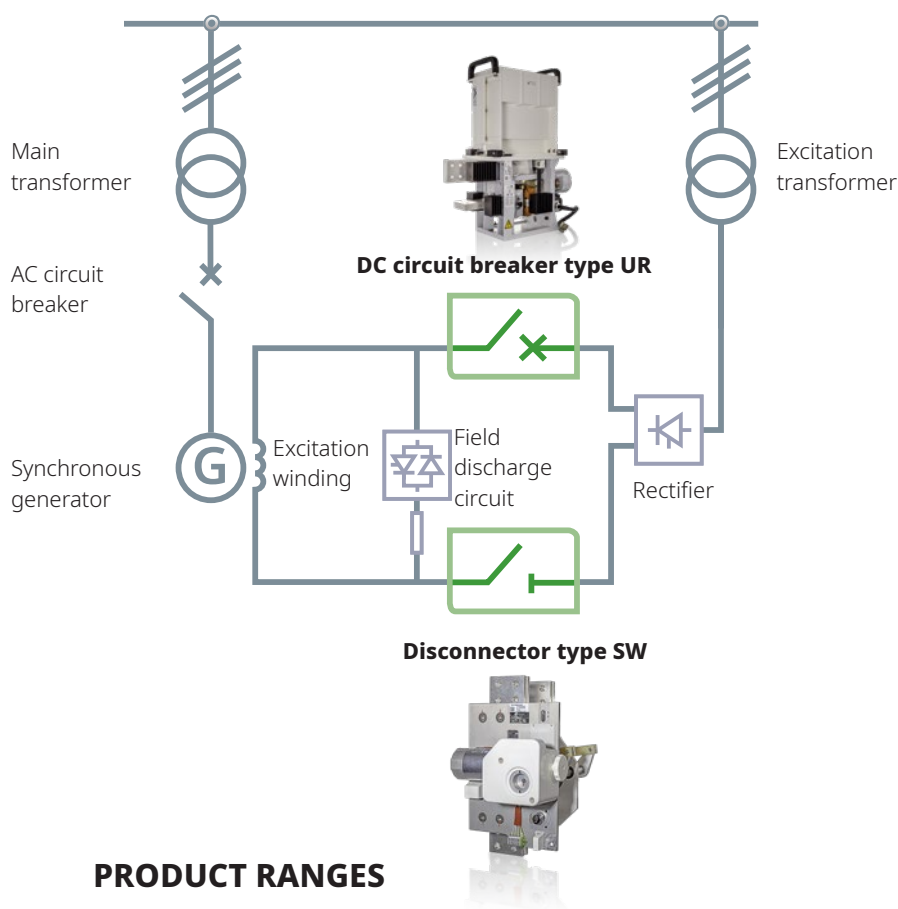 Main
transformer
Excitation
transformer
DC circuit breaker type UR
AC circuit
breaker
Synchronous
generator
G
Excitation
winding
Field
discharge
circuit
Rectifier
Disconnector type SW
PRODUCT RANGES